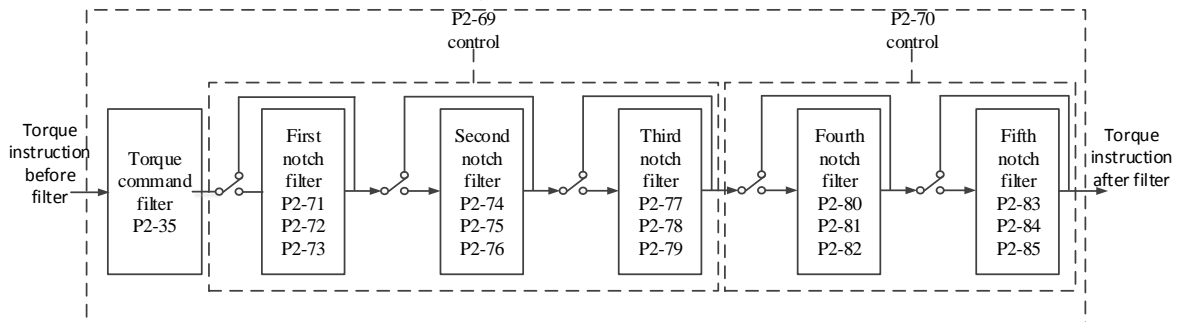 P2-69
control
P2-70
control
Torque
instruction
before
filter
Torque
command
filter
P2-35
First
notch
filter
P2-71
P2-72
P2-73
Second
notch
filter
P2-74
P2-75
P2-76
Third
notch
filter
P2-77
P2-78
P2-79
Fourth
notch
filter
P2-80
P2-81
P2-82
Fifth
notch
filter
P2-83
P2-84
P2-85
Torque
instruction
after filter